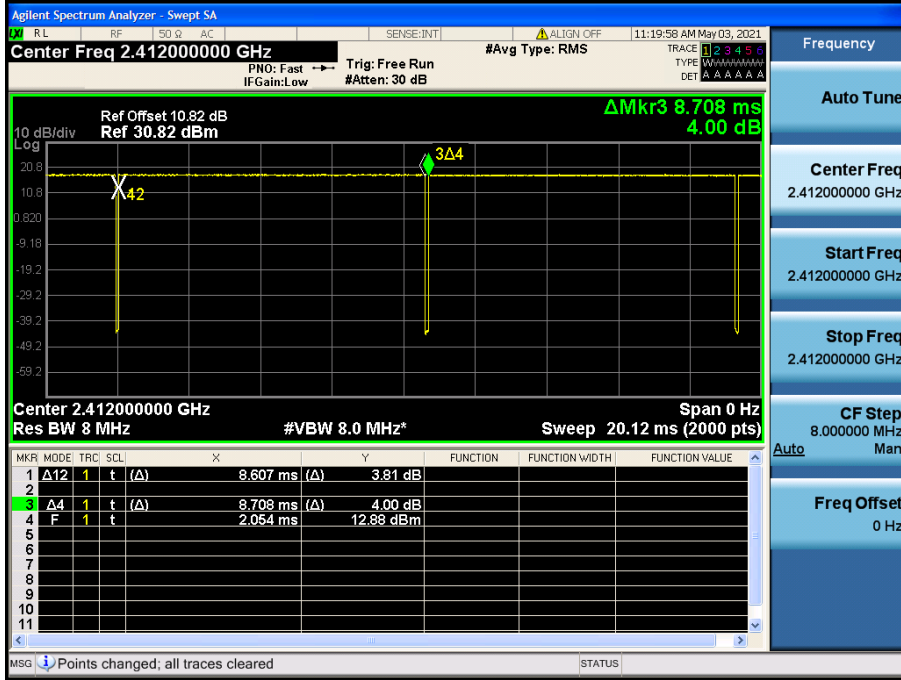 Agilent Spectrum Analyzer - Swept SA
LXI RL RF 50 Ω AC SENSE:INT ALIGN OFF 11:19:58 AM May 03, 2021
Center Freq 2.412000000 GHz
#Avg Type: RMS
TRACE 1 2 3 4 5 6
TYPE WWWWWW
DET A A A A A A
PNO: Fast
IFGain:Low
Trig: Free Run
#Atten: 30 dB
Frequency
Auto Tune
Center Freq
2.412000000 GHz
Start Freq
2.412000000 GHz
Stop Freq
2.412000000 GHz
CF Step
8.000000 MHz
Auto Man
Freq Offset
0 Hz
ΔMkr3 8.708 ms
4.00 dB
Ref Offset 10.82 dB
10 dB/div Ref 30.82 dBm
Log
20.8
10.8
0.820
-9.18
-19.2
-29.2
-39.2
-49.2
-59.2
3Δ4
42
Center 2.412000000 GHz Span 0 Hz
Res BW 8 MHz #VBW 8.0 MHz* Sweep 20.12 ms (2000 pts)
MKR MODE TRC SCL X Y FUNCTION FUNCTION WIDTH FUNCTION VALUE
1 Δ12 1 t (Δ) 8.607 ms (Δ) 3.81 dB
2
3 Δ4 1 t (Δ) 8.708 ms (Δ) 4.00 dB
4 F 1 t 2.054 ms 12.88 dBm
5
6
7
8
9
10
11
MSG Points changed; all traces cleared STATUS